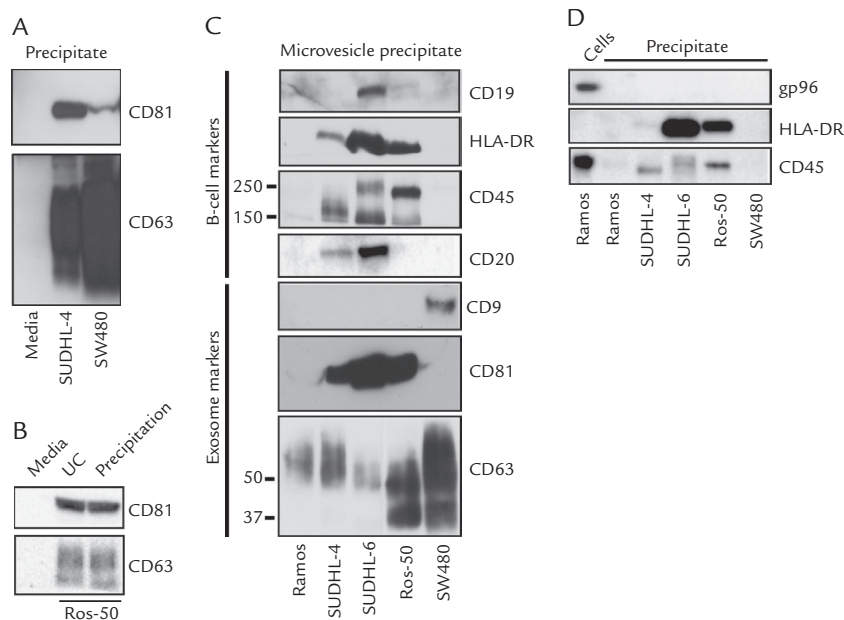 A
Precipitate
CD81
CD63
Media
SUDHL-4
SW480
B
Media
UC
Precipitation
CD81
CD63
Ros-50
C
Microvesicle precipitate
B-cell markers
CD19
HLA-DR
250
150
CD45
CD20
Exosome markers
CD9
CD81
50
37
CD63
Ramos
SUDHL-4
SUDHL-6
Ros-50
SW480
D
Cells
Precipitate
gp96
HLA-DR
CD45
Ramos
Ramos
SUDHL-4
SUDHL-6
Ros-50
SW480